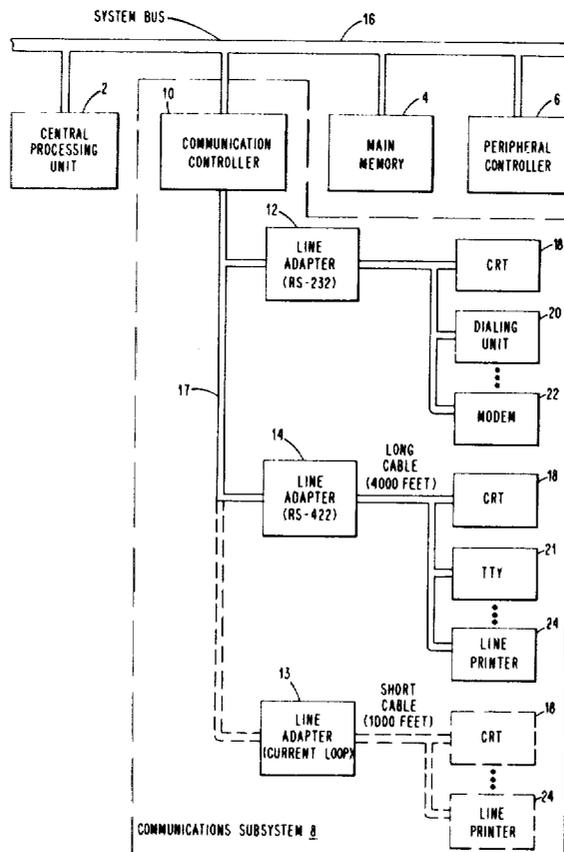 SYSTEM BUS
16
2
10
4
6
CENTRAL
PROCESSING
UNIT
COMMUNICATION
CONTROLLER
MAIN
MEMORY
PERIPHERAL
CONTROLLER
12
LINE
ADAPTER
(RS-232)
18
CRT
20
DIALING
UNIT
22
MODEM
17
14
LINE
ADAPTER
(RS-422)
LONG
CABLE
(4000 FEET)
18
CRT
21
TTY
24
LINE
PRINTER
13
LINE
ADAPTER
(CURRENT LOOP)
SHORT
CABLE
(1000 FEET)
18
CRT
24
LINE
PRINTER
COMMUNICATIONS SUBSYSTEM 8